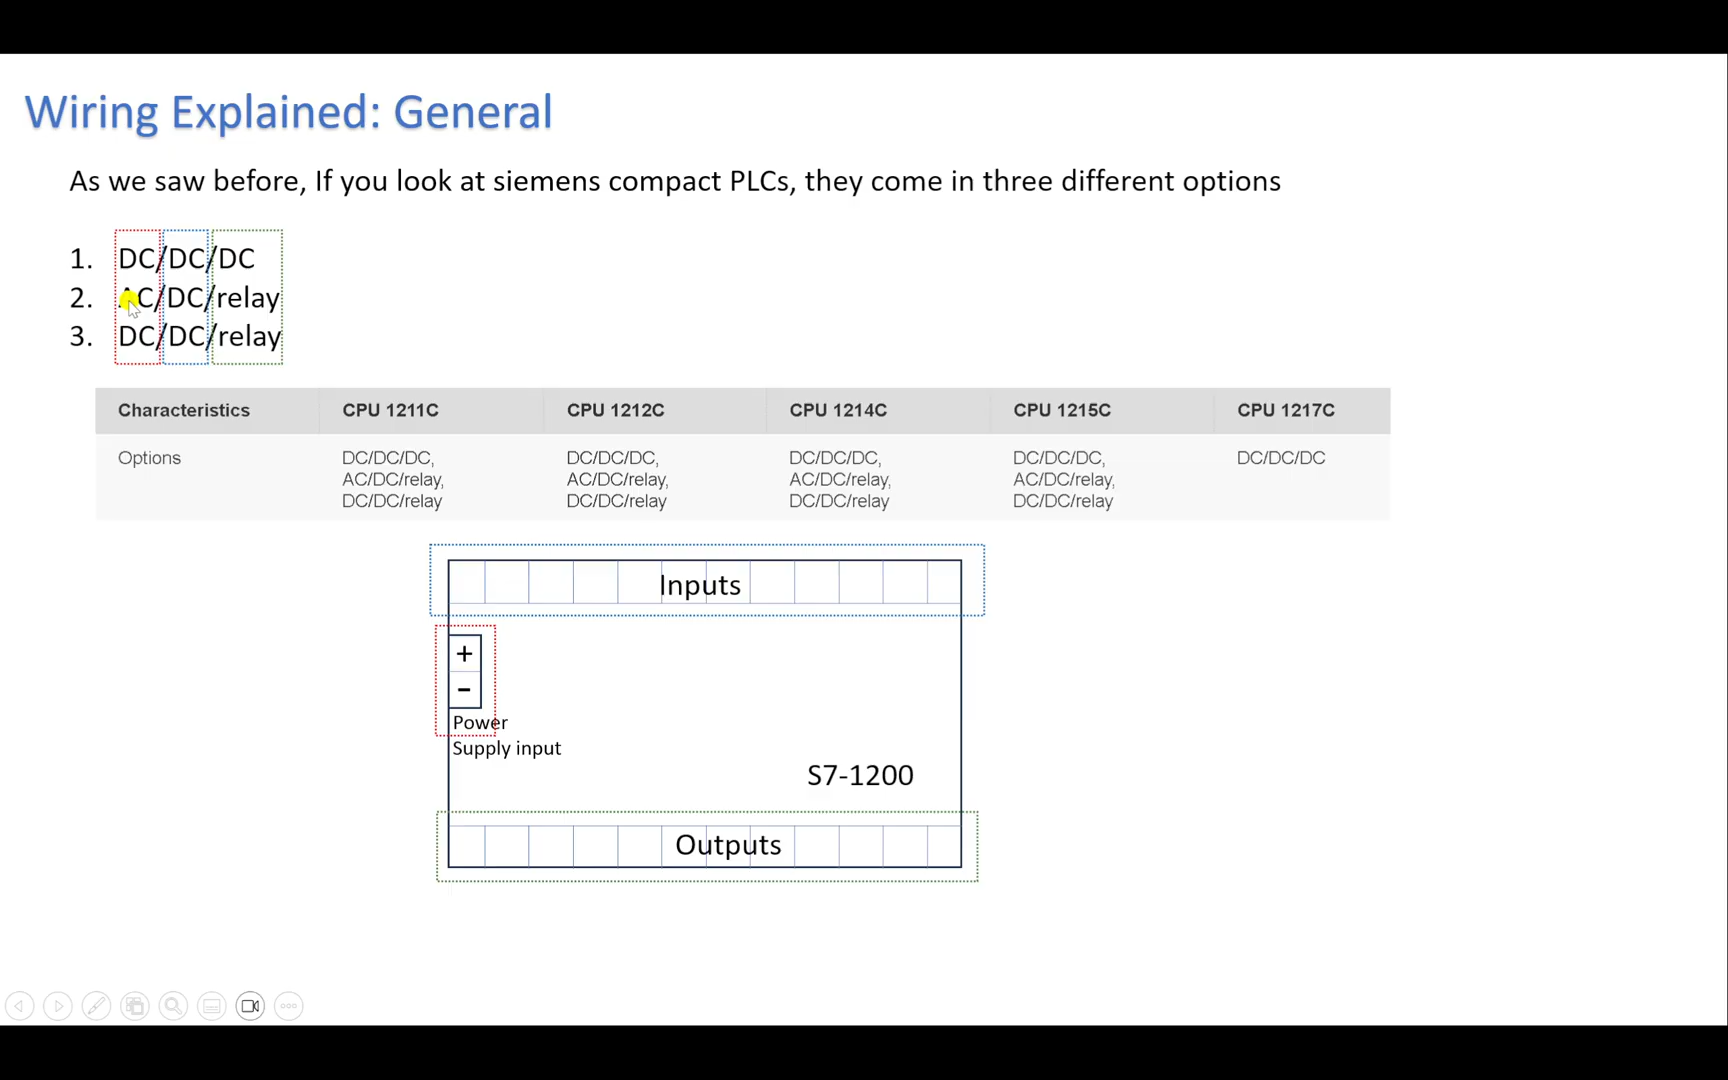 Wiring Explained: General
As we saw before, If you look at siemens compact PLCs, they come in three different options
1. DC/DC/DC
2. AC/DC/relay
3. DC/DC/relay
Characteristics CPU 1211C CPU 1212C CPU 1214C CPU 1215C CPU 1217C
Options DC/DC/DC, DC/DC/DC, DC/DC/DC, DC/DC/DC, DC/DC/DC
AC/DC/relay, AC/DC/relay, AC/DC/relay, AC/DC/relay,
DC/DC/relay DC/DC/relay DC/DC/relay DC/DC/relay
Inputs
+
-
Power
Supply input
S7-1200
Outputs